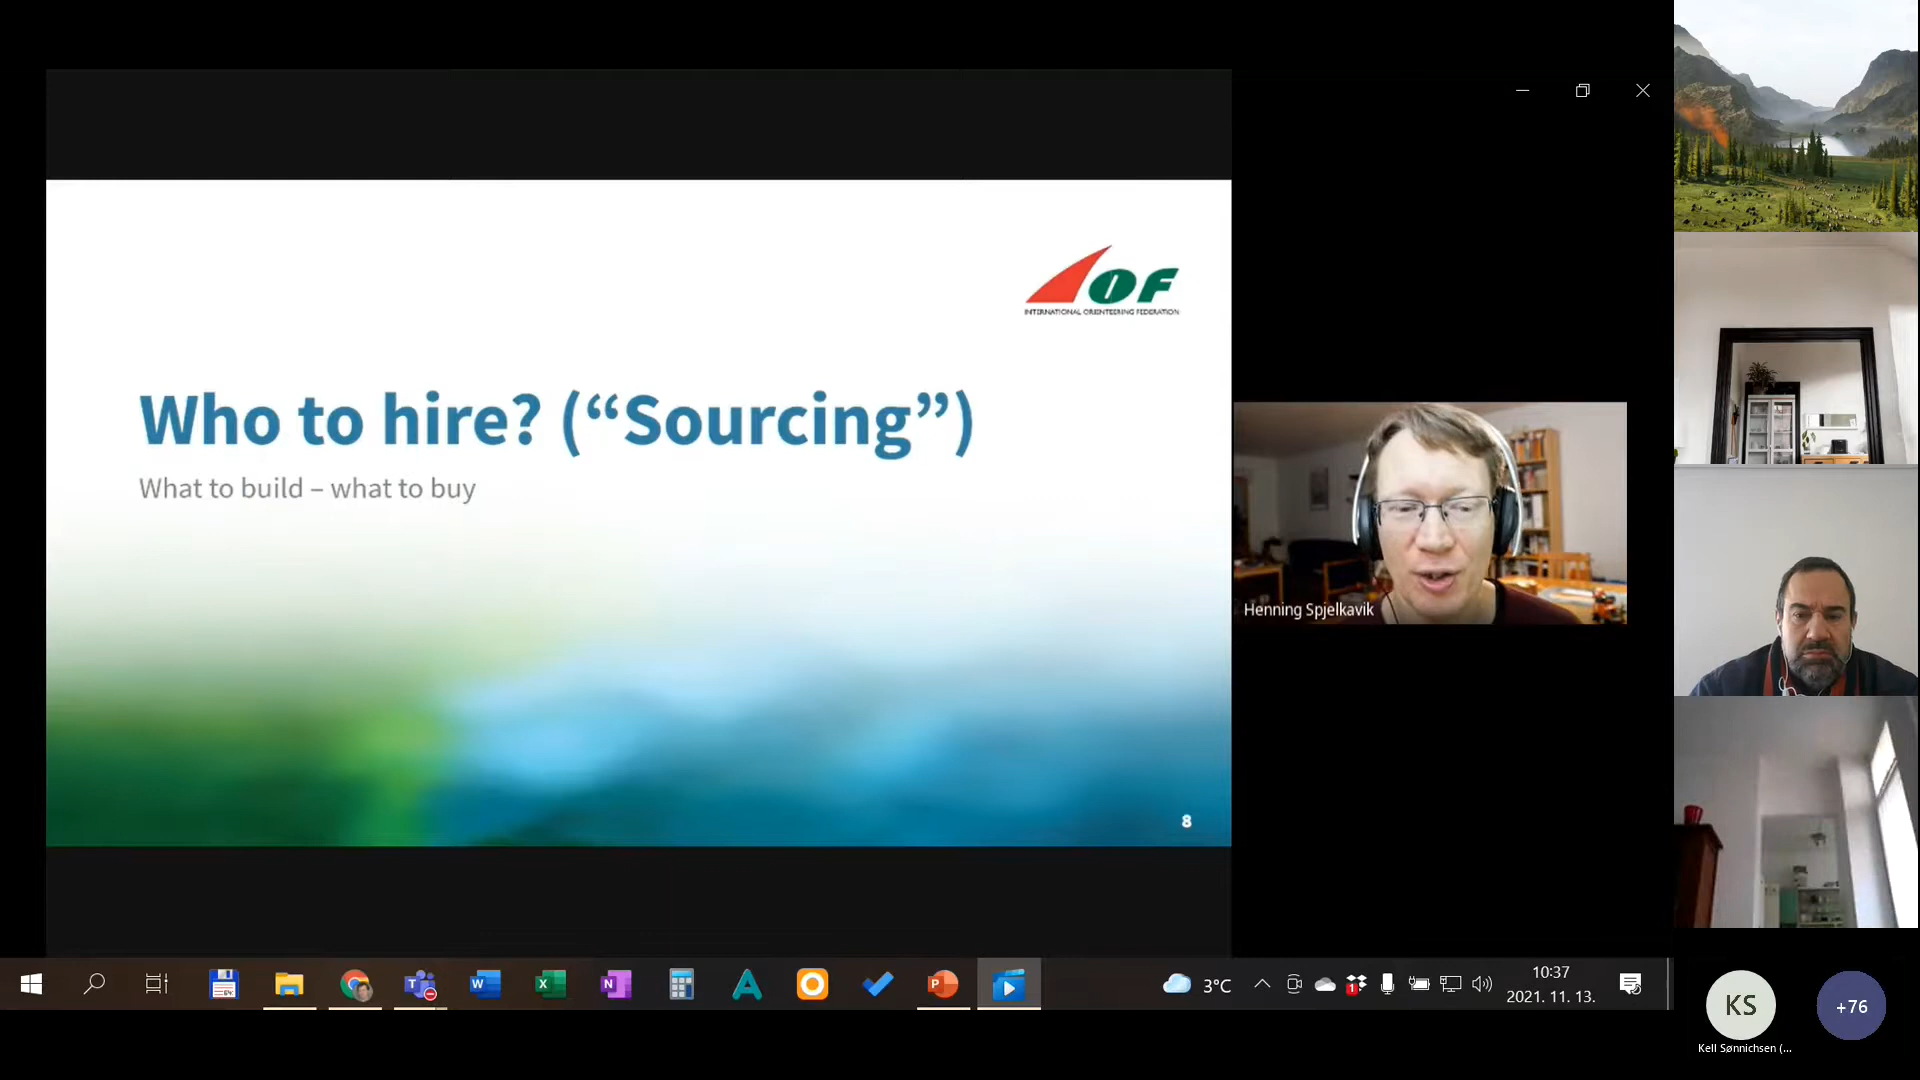 IOF
INTERNATIONAL ORIENTEERING FEDERATION
Who to hire? (“Sourcing”)
What to build – what to buy
8
Henning Spjelkavik
3°C
10:37
2021. 11. 13.
KS
+76
Kell Sønnichsen (...